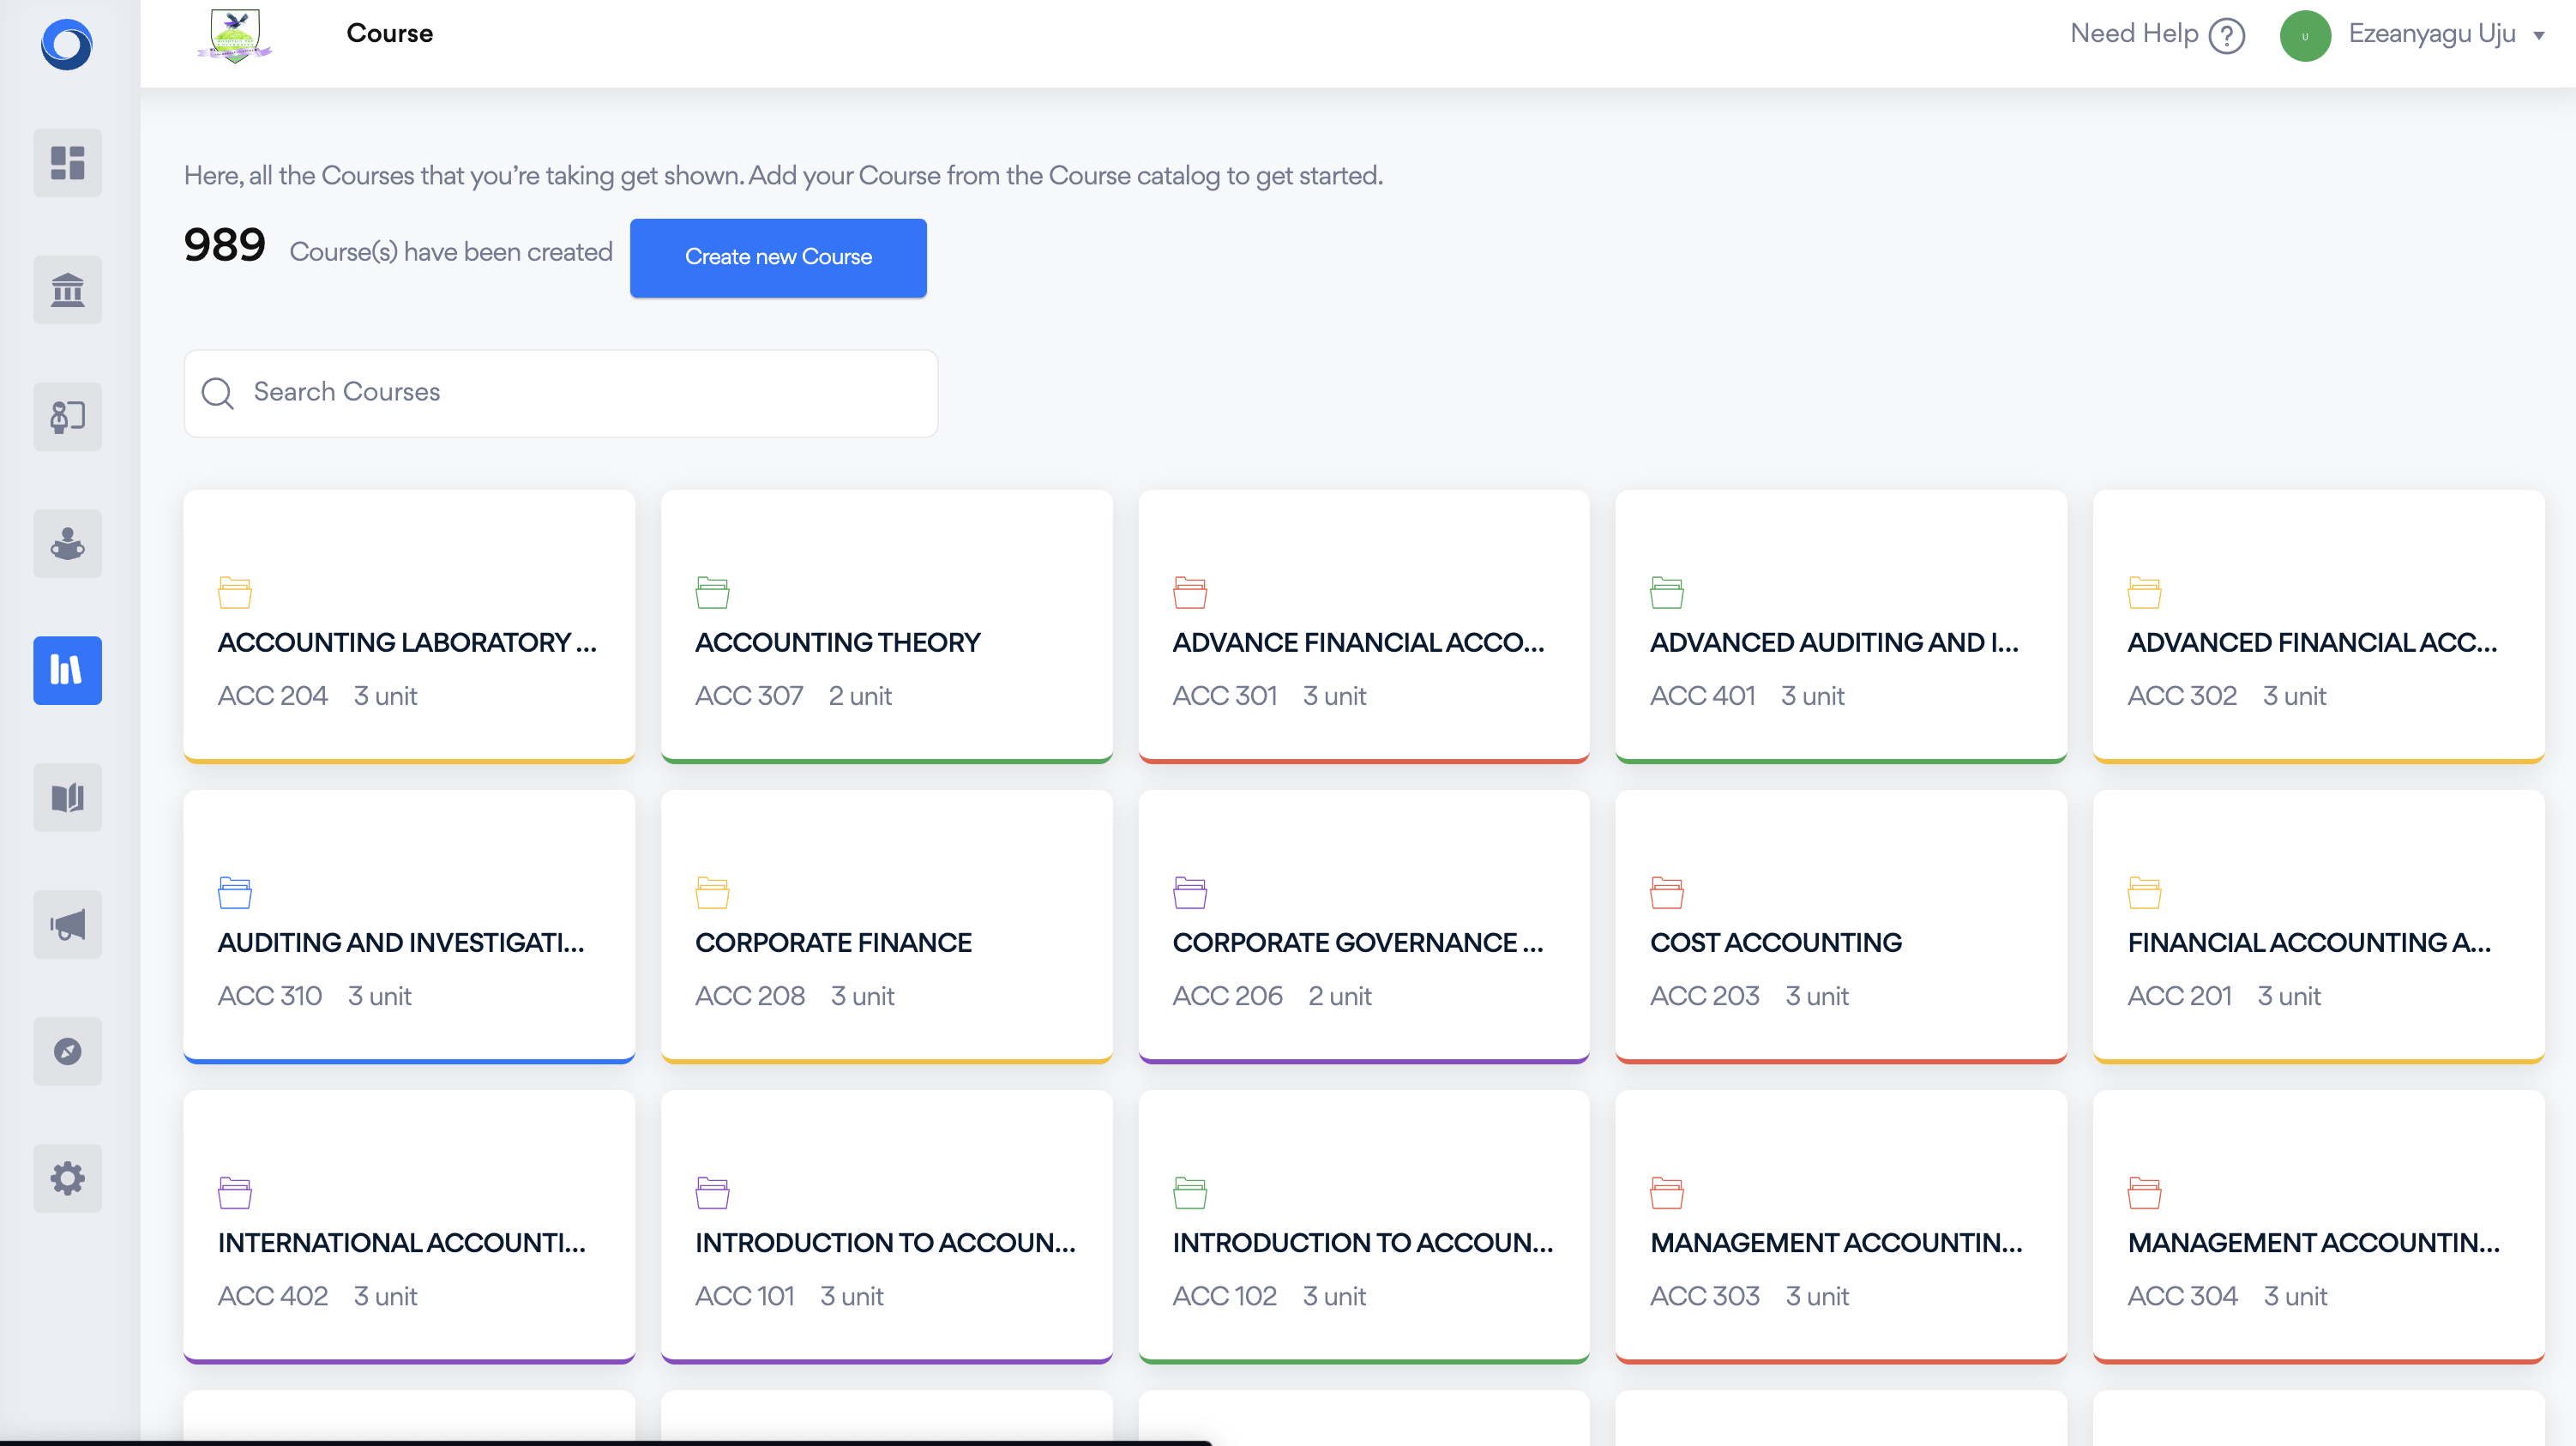 Course
Need Help ?
U
Ezeanyagu Uju
Here, all the Courses that you’re taking get shown. Add your Course from the Course catalog to get started.
989 Course(s) have been created
Create new Course
Search Courses
ACCOUNTING LABORATORY ...
ACC 204 3 unit
ACCOUNTING THEORY
ACC 307 2 unit
ADVANCE FINANCIAL ACCO...
ACC 301 3 unit
ADVANCED AUDITING AND I...
ACC 401 3 unit
ADVANCED FINANCIAL ACC...
ACC 302 3 unit
AUDITING AND INVESTIGATI...
ACC 310 3 unit
CORPORATE FINANCE
ACC 208 3 unit
CORPORATE GOVERNANCE ...
ACC 206 2 unit
COST ACCOUNTING
ACC 203 3 unit
FINANCIAL ACCOUNTING A...
ACC 201 3 unit
INTERNATIONAL ACCOUNTI...
ACC 402 3 unit
INTRODUCTION TO ACCOUN...
ACC 101 3 unit
INTRODUCTION TO ACCOUN...
ACC 102 3 unit
MANAGEMENT ACCOUNTIN...
ACC 303 3 unit
MANAGEMENT ACCOUNTIN...
ACC 304 3 unit